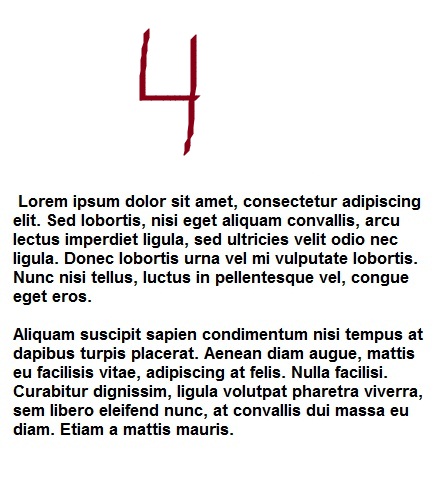 4
Lorem ipsum dolor sit amet, consectetur adipiscing
elit. Sed lobortis, nisi eget aliquam convallis, arcu
lectus imperdiet ligula, sed ultricies velit odio nec
ligula. Donec lobortis urna vel mi vulputate lobortis.
Nunc nisi tellus, luctus in pellentesque vel, congue
eget eros.
Aliquam suscipit sapien condimentum nisi tempus at
dapibus turpis placerat. Aenean diam augue, mattis
eu facilisis vitae, adipiscing at felis. Nulla facilisi.
Curabitur dignissim, ligula volutpat pharetra viverra,
sem libero eleifend nunc, at convallis dui massa eu
diam. Etiam a mattis mauris.